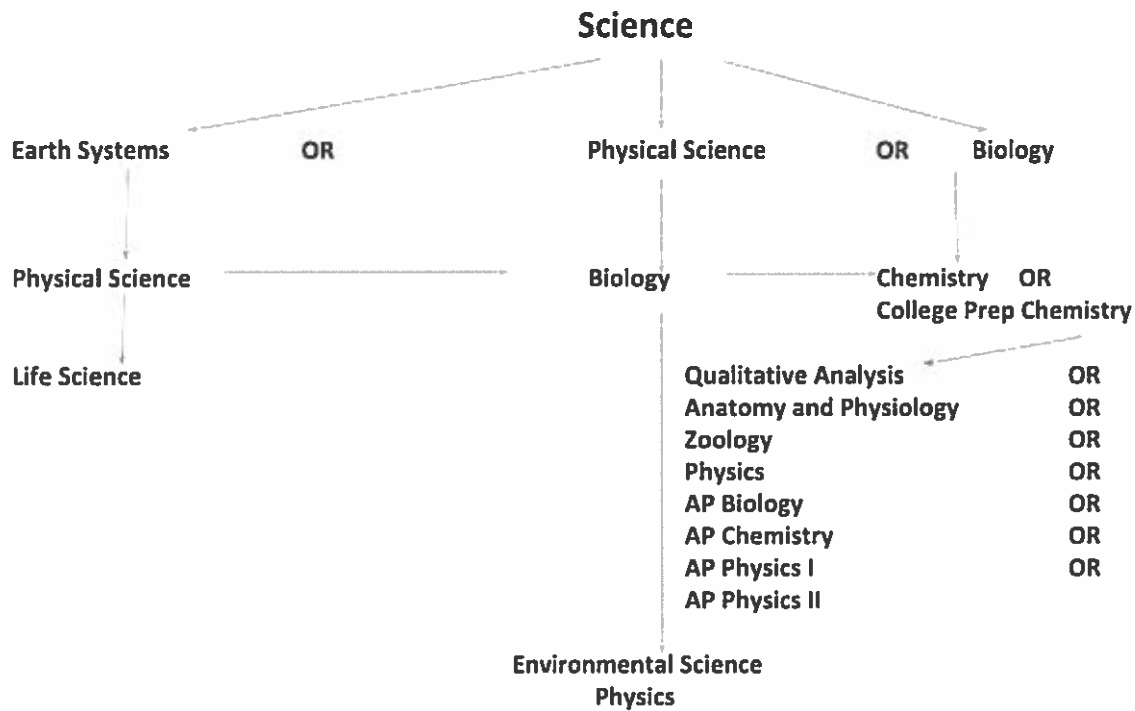 Science
Earth Systems OR Physical Science OR Biology
Physical Science Biology Chemistry OR
College Prep Chemistry
Life Science Qualitative Analysis OR
Anatomy and Physiology OR
Zoology OR
Physics OR
AP Biology OR
AP Chemistry OR
AP Physics I OR
AP Physics II
Environmental Science
Physics